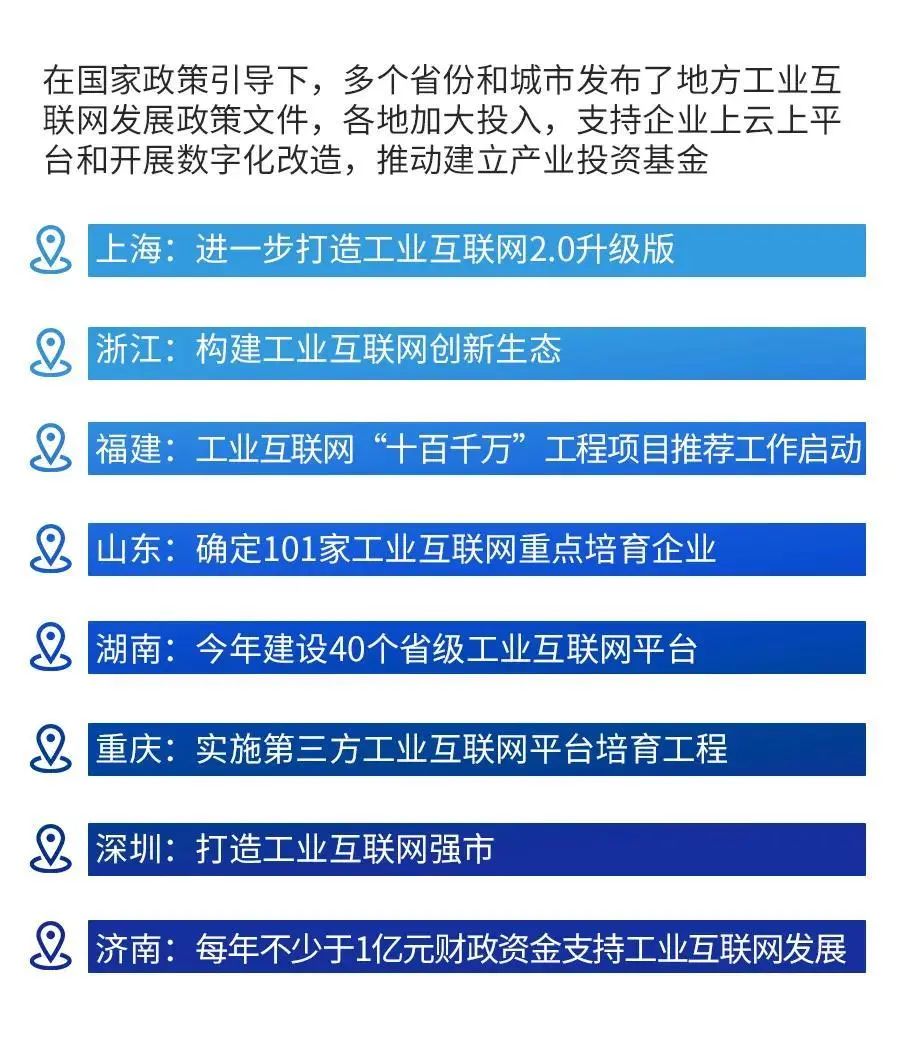 在国家政策引导下，多个省份和城市发布了地方工业互
联网发展政策文件，各地加大投入，支持企业上云上平
台和开展数字化改造，推动建立产业投资基金
上海：进一步打造工业互联网2.0升级版
浙江：构建工业互联网创新生态
福建：工业互联网“十百千万”工程项目推荐工作启动
山东：确定101家工业互联网重点培育企业
湖南：今年建设40个省级工业互联网平台
重庆：实施第三方工业互联网平台培育工程
深圳：打造工业互联网强市
济南：每年不少于1亿元财政资金支持工业互联网发展